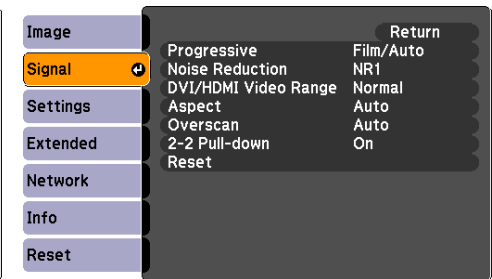 Image
Signal
Settings
Extended
Network
Info
Reset
Return
Progressive Film/Auto
Noise Reduction NR1
DVI/HDMI Video Range Normal
Aspect Auto
Overscan Auto
2-2 Pull-down On
Reset